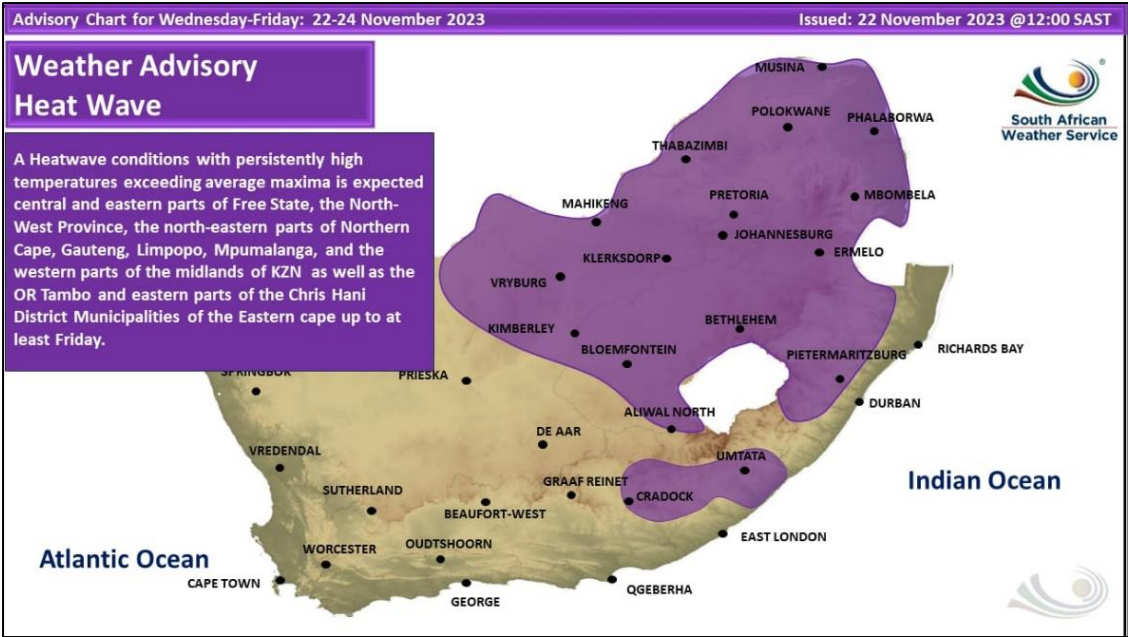 Advisory Chart for Wednesday-Friday: 22-24 November 2023
Issued: 22 November 2023 @12:00 SAST
Weather Advisory
Heat Wave
A Heatwave conditions with persistently high
temperatures exceeding average maxima is expected
central and eastern parts of Free State, the North-
West Province, the north-eastern parts of Northern
Cape, Gauteng, Limpopo, Mpumalanga, and the
western parts of the midlands of KZN as well as the
OR Tambo and eastern parts of the Chris Hani
District Municipalities of the Eastern cape up to at
least Friday.
South African
Weather Service
®
MUSINA
POLOKWANE
PHALABORWA
THABAZIMBI
PRETORIA
MBOMBELA
MAHIKENG
JOHANNESBURG
ERMELO
KLERKSDORP
VRYBURG
KIMBERLEY
BETHLEHEM
BLOEMFONTEIN
PIETERMARITZBURG
RICHARDS BAY
SPRINGBOK
PRIESKA
DURBAN
ALIWAL NORTH
DE AAR
VREDENDAL
UMTATA
Indian Ocean
SUTHERLAND
GRAAF REINET
CRADOCK
BEAUFORT-WEST
EAST LONDON
Atlantic Ocean
WORCESTER
OUDTSHOORN
CAPE TOWN
GEORGE
QGEBERHA